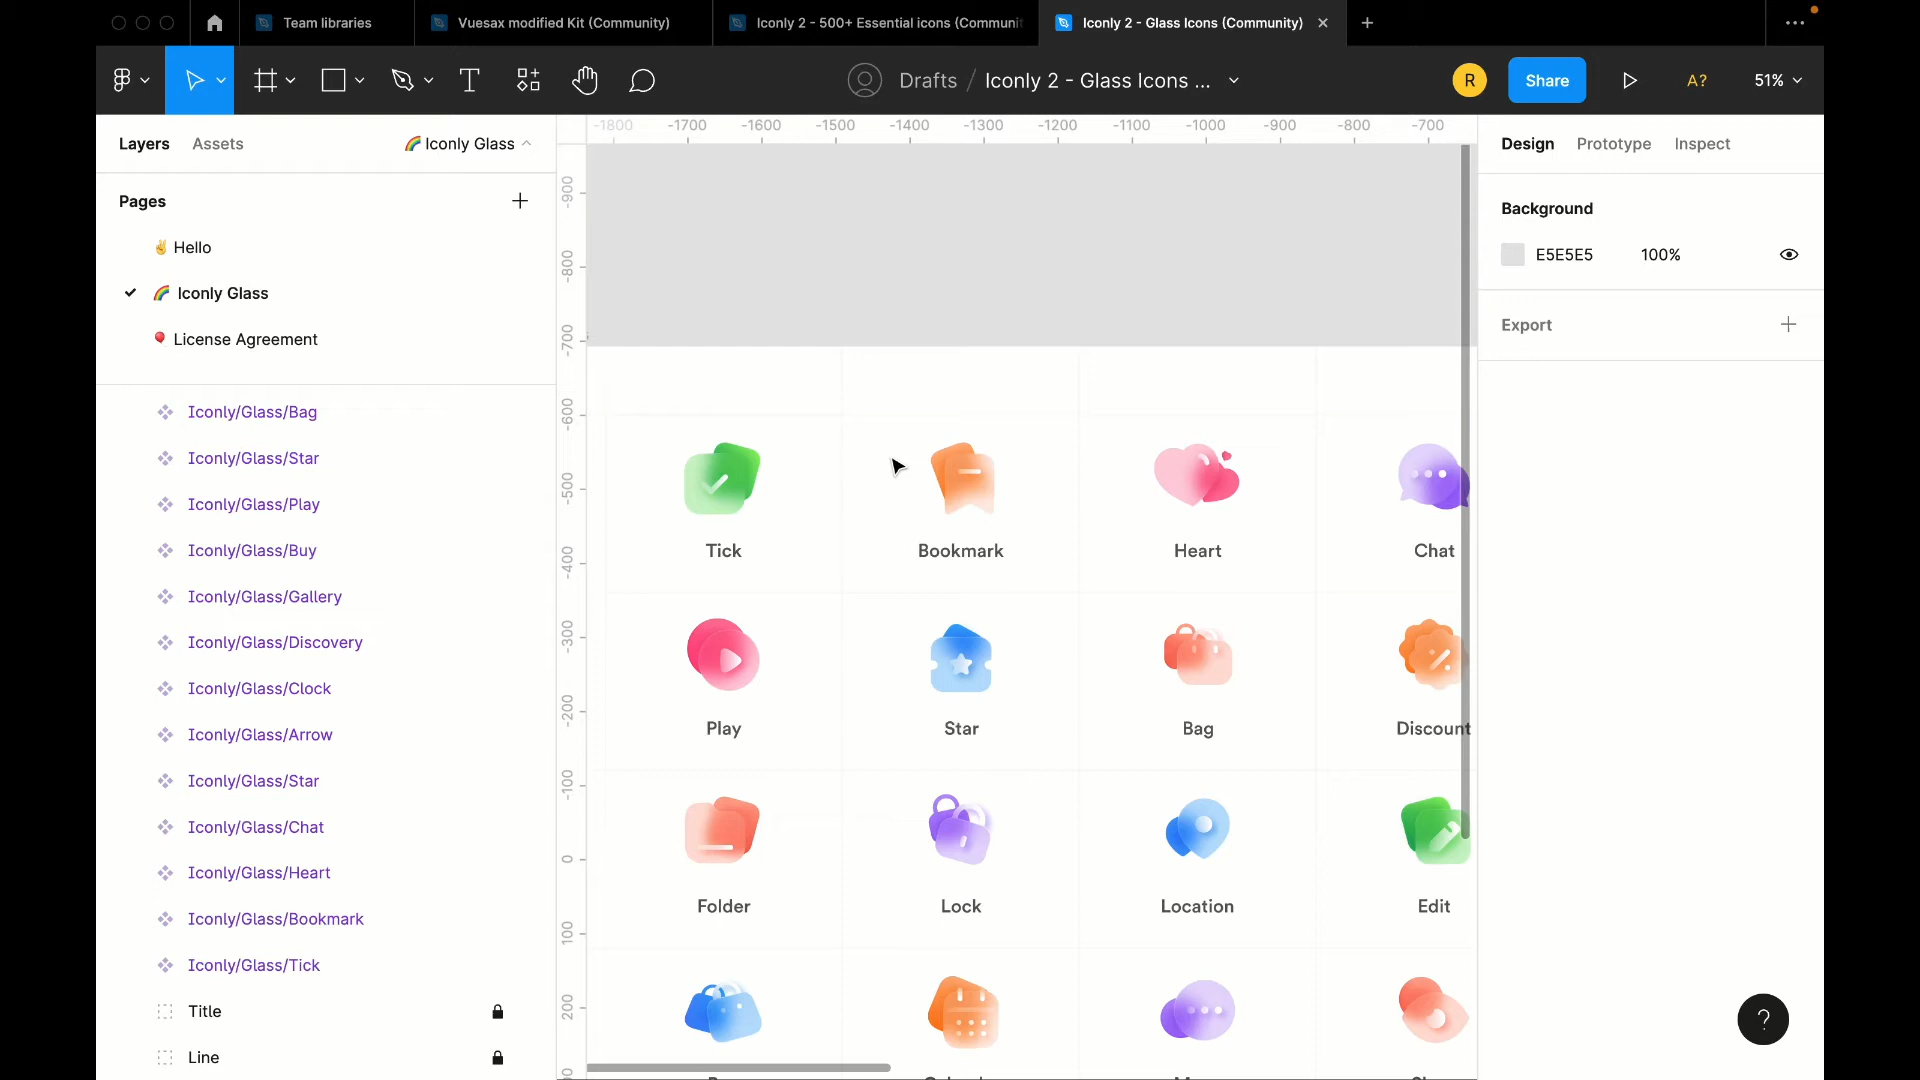 Team libraries
Vuesax modified Kit (Community)
Iconly 2 - 500+ Essential icons (Communit
Iconly 2 - Glass Icons (Community)
Drafts / Iconly 2 - Glass Icons ...
R
Share
A?
51%
Layers
Assets
🌈 Iconly Glass
Pages
✌ Hello
🌈 Iconly Glass
🎈 License Agreement
Iconly/Glass/Bag
Iconly/Glass/Star
Iconly/Glass/Play
Iconly/Glass/Buy
Iconly/Glass/Gallery
Iconly/Glass/Discovery
Iconly/Glass/Clock
Iconly/Glass/Arrow
Iconly/Glass/Star
Iconly/Glass/Chat
Iconly/Glass/Heart
Iconly/Glass/Bookmark
Iconly/Glass/Tick
Title
Line
-1800 -1700 -1600 -1500 -1400 -1300 -1200 -1100 -1000 -900 -800 -700
-900
-800
-700
-600
-500
-400
-300
-200
-100
0
100
200
Tick
Bookmark
Heart
Chat
Play
Star
Bag
Discount
Folder
Lock
Location
Edit
Design
Prototype
Inspect
Background
E5E5E5
100%
Export
?